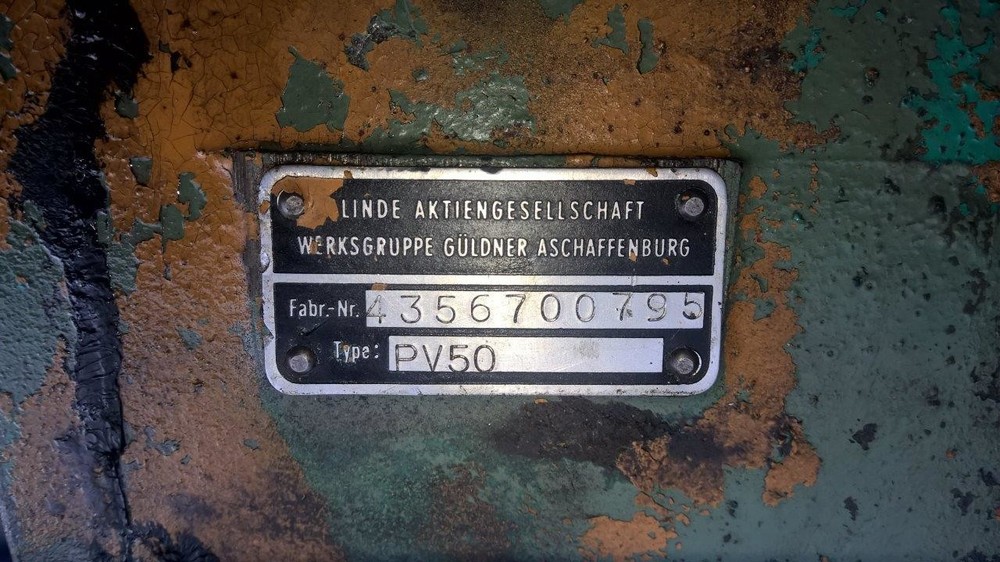 LINDE AKTIENGESELLSCHAFT
WERKSGRUPPE GÜLDNER ASCHAFFENBURG
Fabr.-Nr. 4356700795
Type: PV50